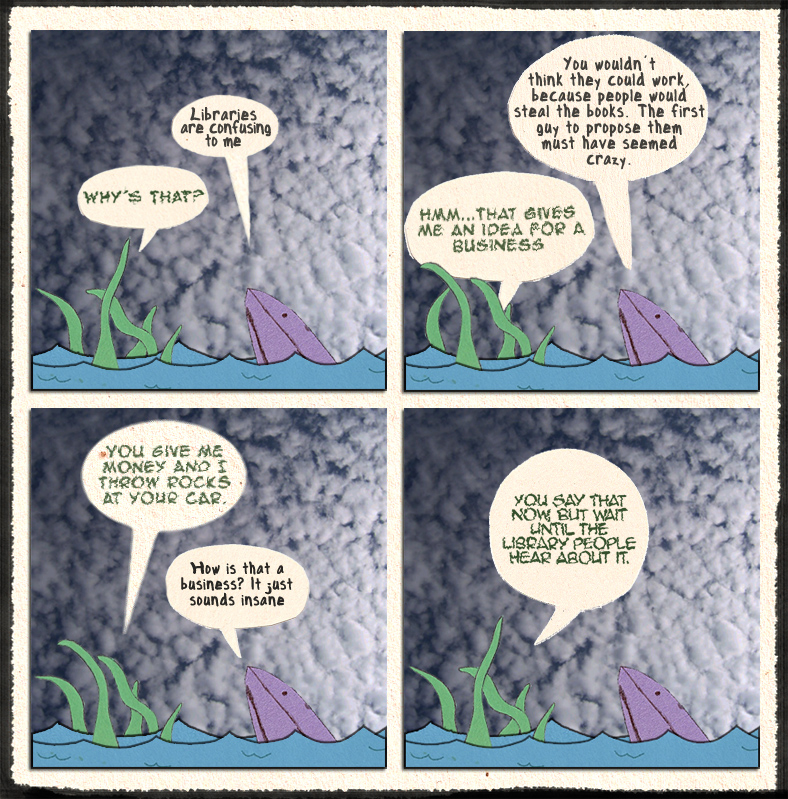 Libraries
are confusing
to me
WHY'S THAT?
You wouldn't
think they could work,
because people would
steal the books. The first
guy to propose them
must have seemed
crazy.
HMM...THAT GIVES
ME AN IDEA FOR A
BUSINESS
YOU GIVE ME
MONEY AND I
THROW ROCKS
AT YOUR CAR.
How is that a
business? It just
sounds insane
YOU SAY THAT
NOW, BUT WAIT
UNTIL THE
LIBRARY PEOPLE
HEAR ABOUT IT.